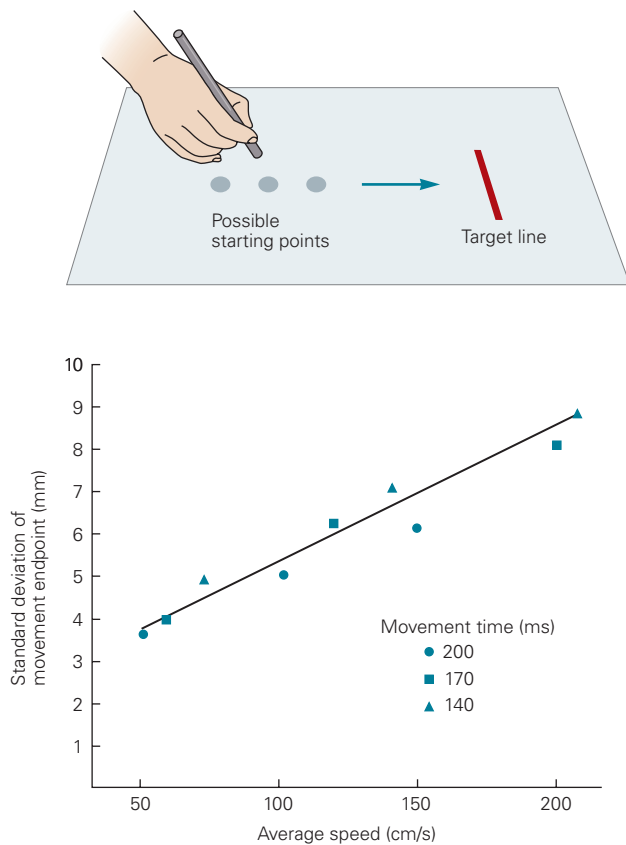 Possible
starting points
Target line
10
9
8
7
6
5
4
3
2
1
Standard deviation of
movement endpoint (mm)
Movement time (ms)
200
170
140
50 100 150 200
Average speed (cm/s)